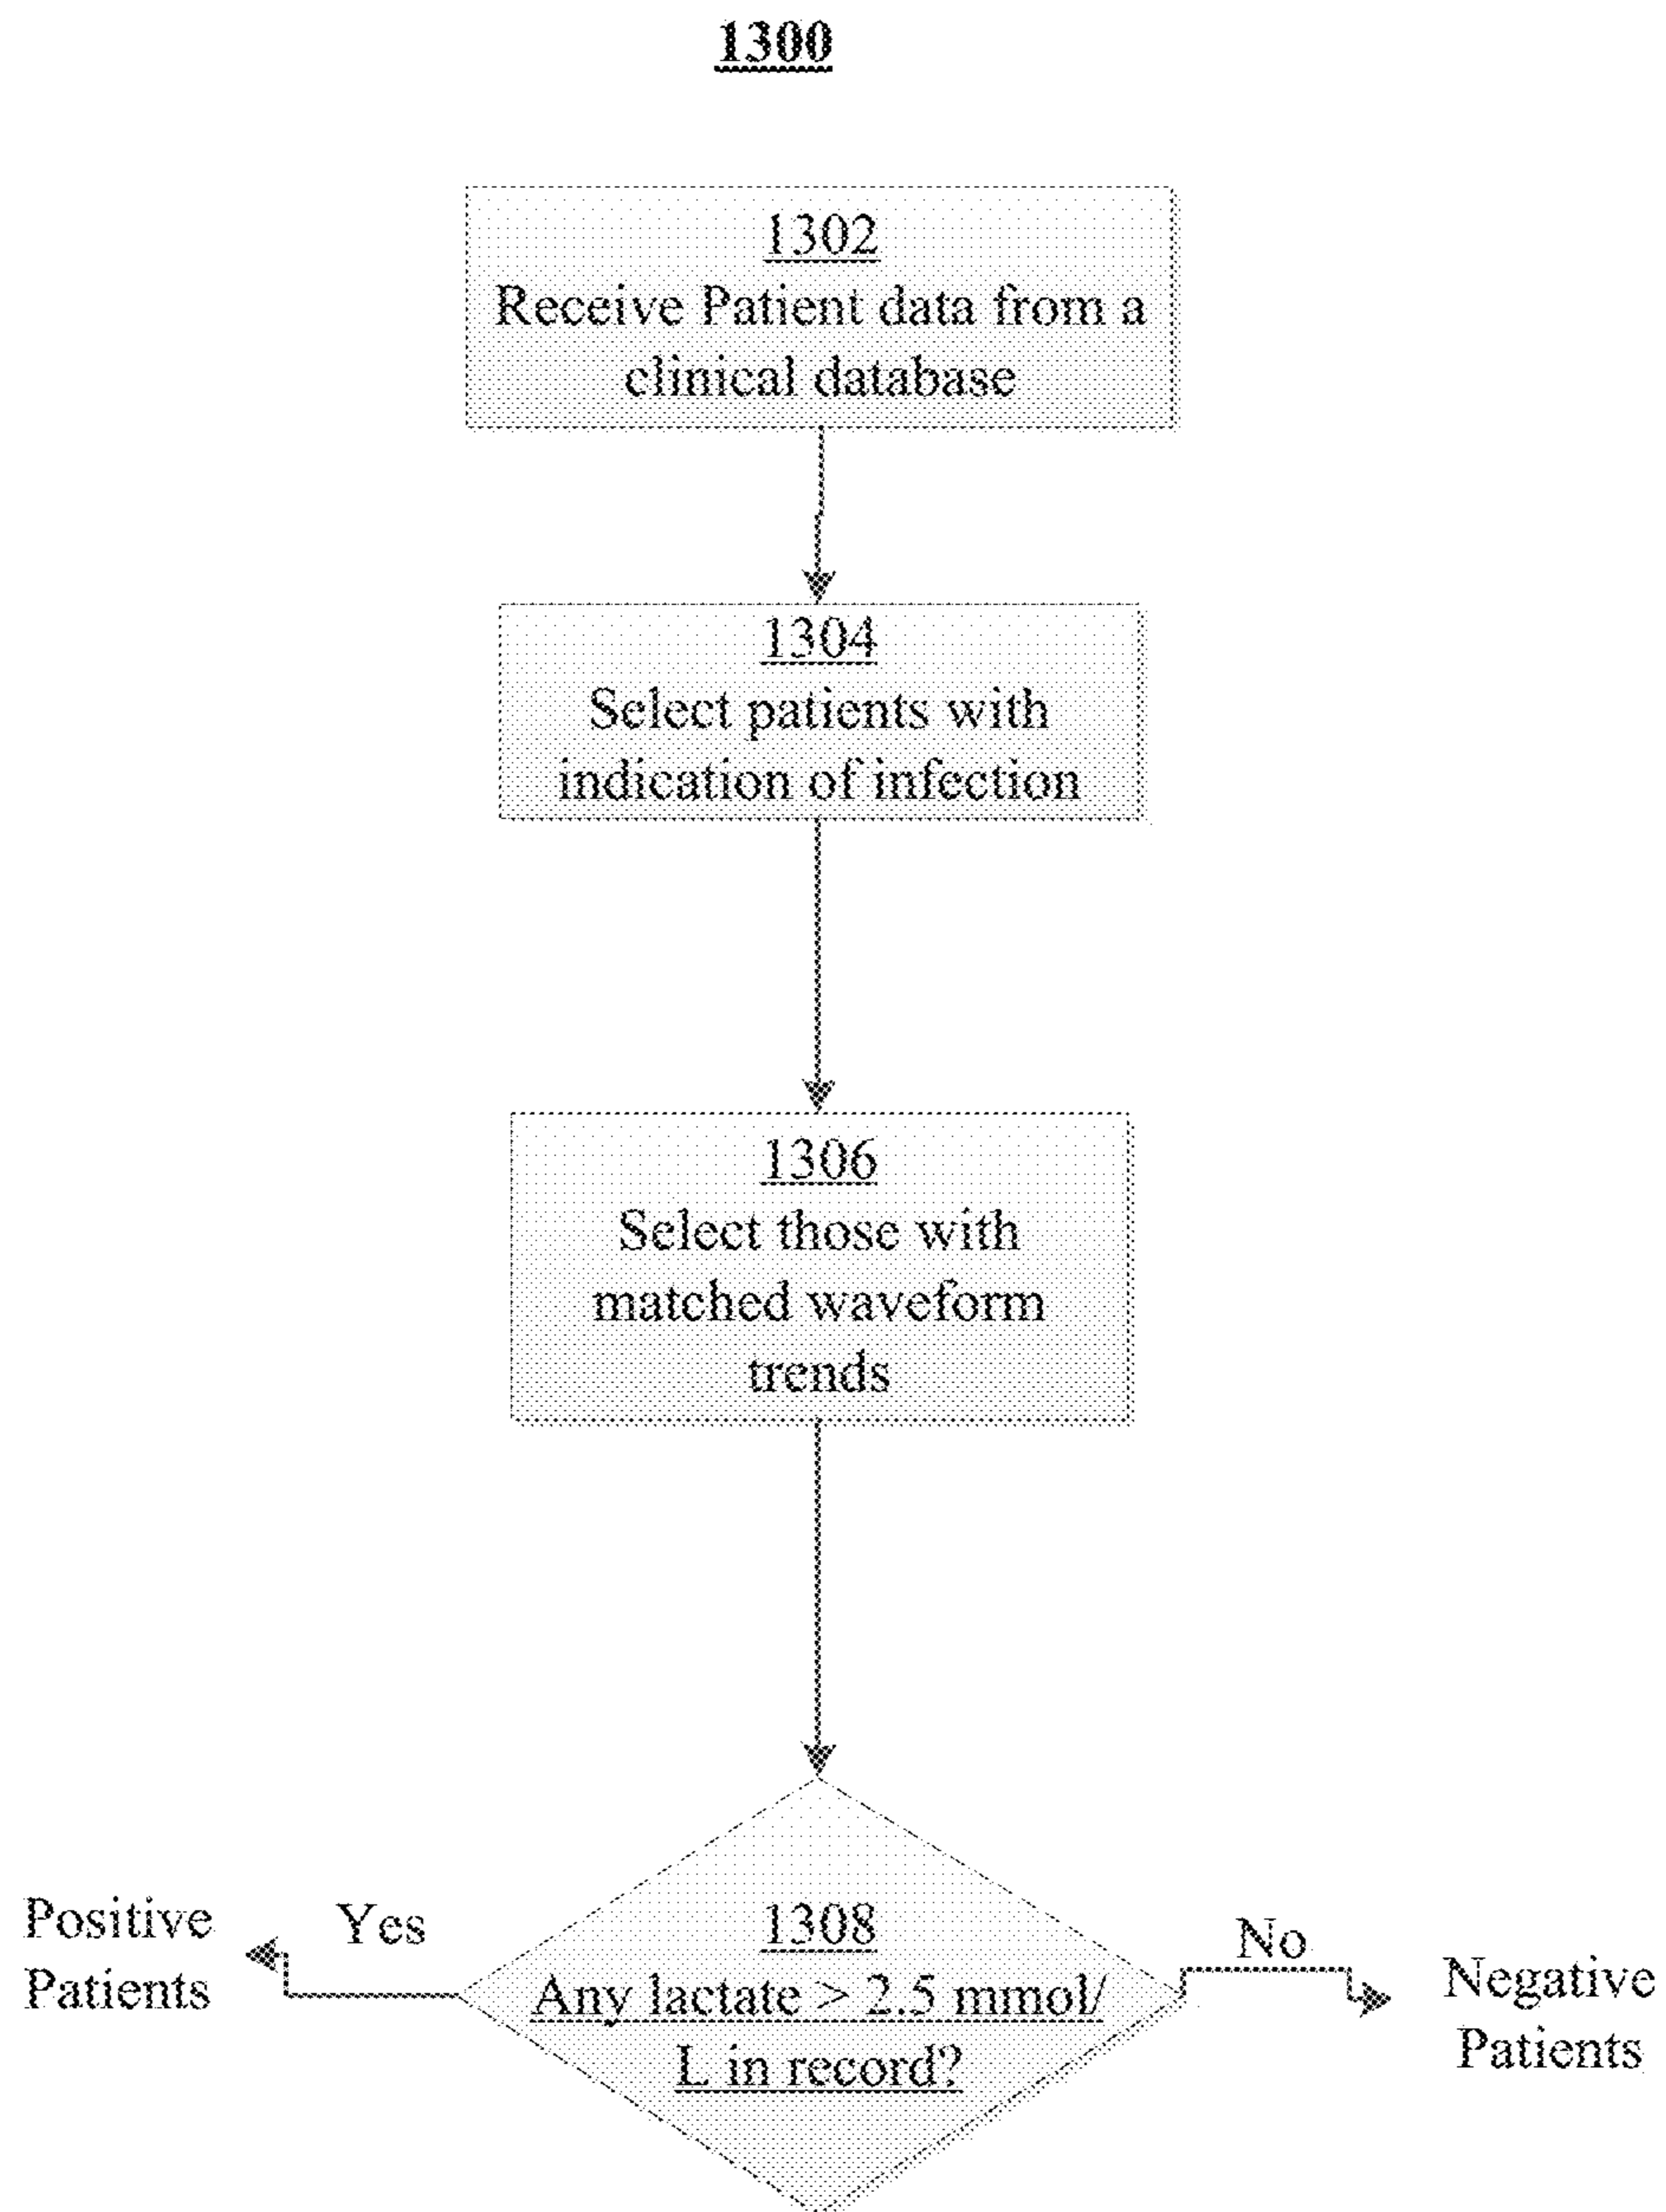 1300
1302
Receive Patient data from a
clinical database
1304
Select patients with
indication of infection
1306
Select those with
matched waveform
trends
Positive
Patients
Yes
1308
Any lactate > 2.5 mmol/
L in record?
No
Negative
Patients